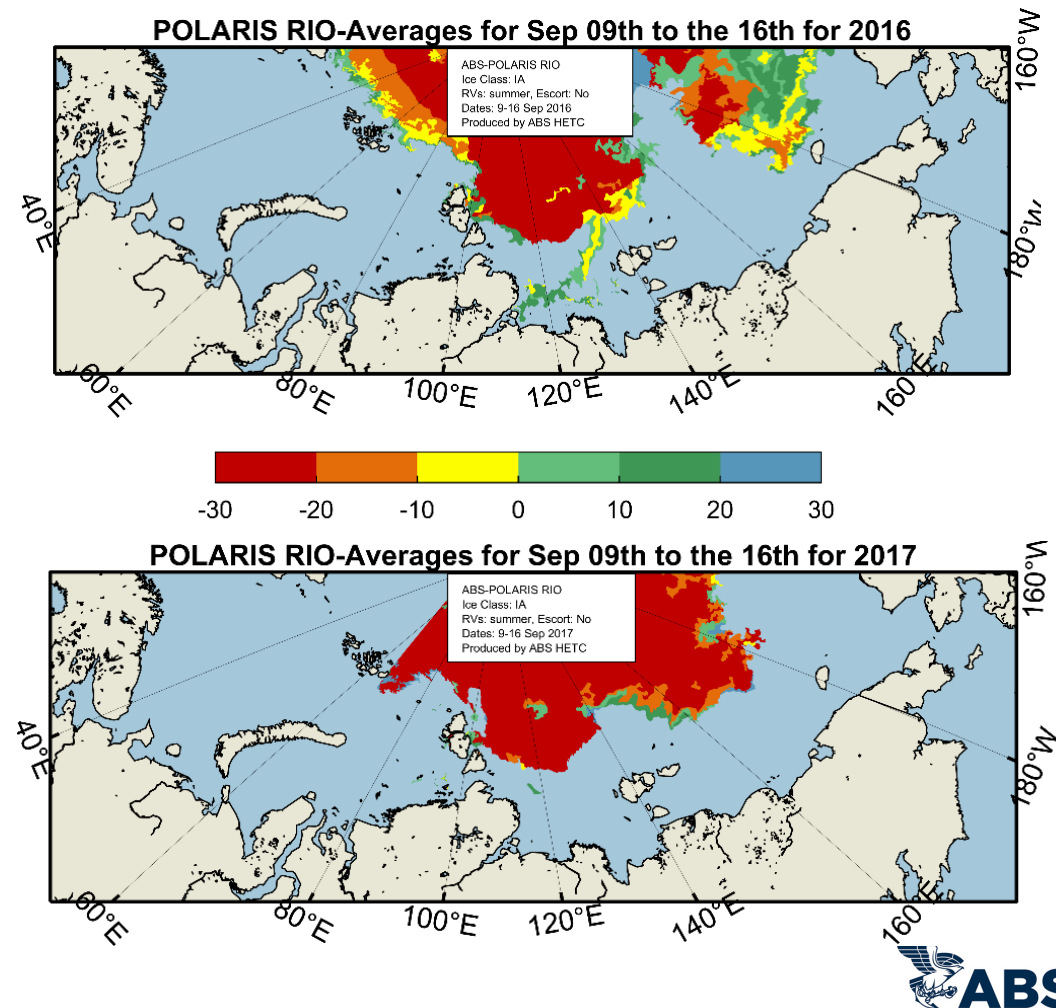 POLARIS RIO-Averages for Sep 09th to the 16th for 2016
160°W
ABS-POLARIS RIO
Ice Class: IA
RVs: summer, Escort: No
Dates: 9-16 Sep 2016
Produced by ABS HETC
40°E
180°W
60°E
80°E
100°E
120°E
140°E
160°E
-30 -20 -10 0 10 20 30
POLARIS RIO-Averages for Sep 09th to the 16th for 2017
160°W
ABS-POLARIS RIO
Ice Class: IA
RVs: summer, Escort: No
Dates: 9-16 Sep 2017
Produced by ABS HETC
40°E
180°W
60°E
80°E
100°E
120°E
140°E
160°E
ABS